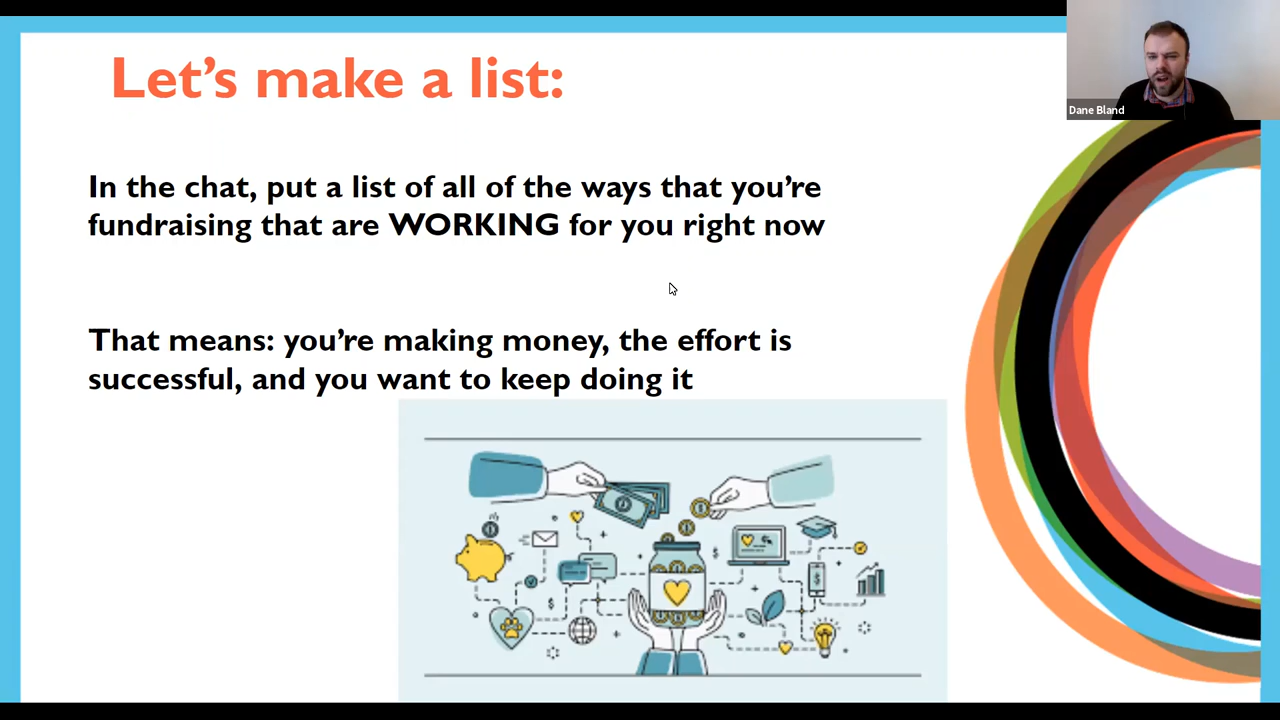 Let's make a list:
Dane Bland
In the chat, put a list of all of the ways that you're
fundraising that are WORKING for you right now
That means: you're making money, the effort is
successful, and you want to keep doing it